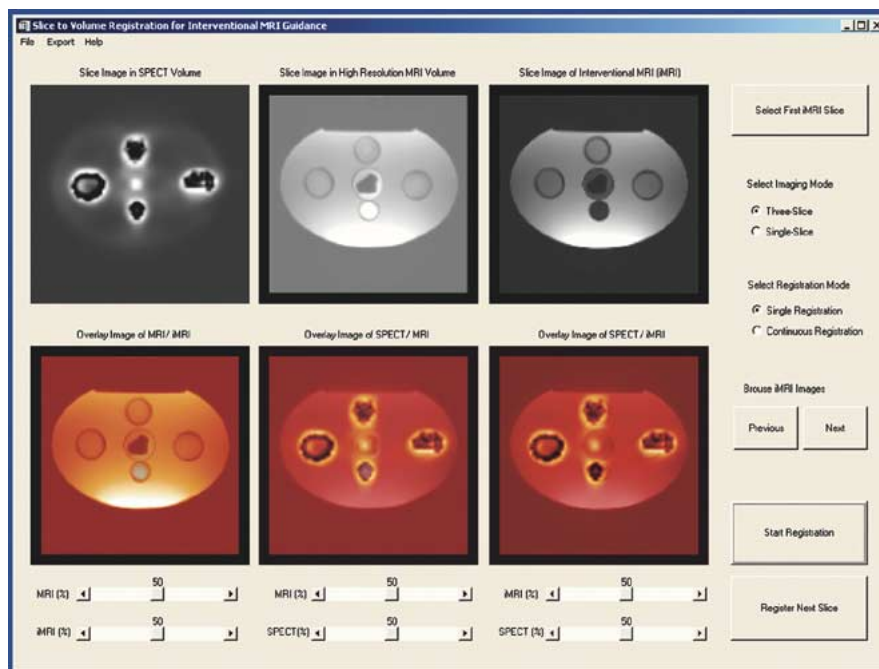 Slice to Volume Registration for Interventional MRI Guidance
File Export Help
Slice Image in SPECT Volume
Slice Image in High Resolution MRI Volume
Slice Image of Interventional MRI (iMRI)
Select First iMRI Slice
Select Imaging Mode
Three-Slice
Single-Slice
Select Registration Mode
Single Registration
Continuous Registration
Overlay Image of MRI/ iMRI
Overlay Image of SPECT/ MRI
Overlay Image of SPECT/ iMRI
Brouse iMRI Images
Previous Next
Start Registration
Register Next Slice
MRI (%) 50
iMRI (%) 50
MRI (%) 50
SPECT(%) 50
iMRI (%) 50
SPECT (%) 50